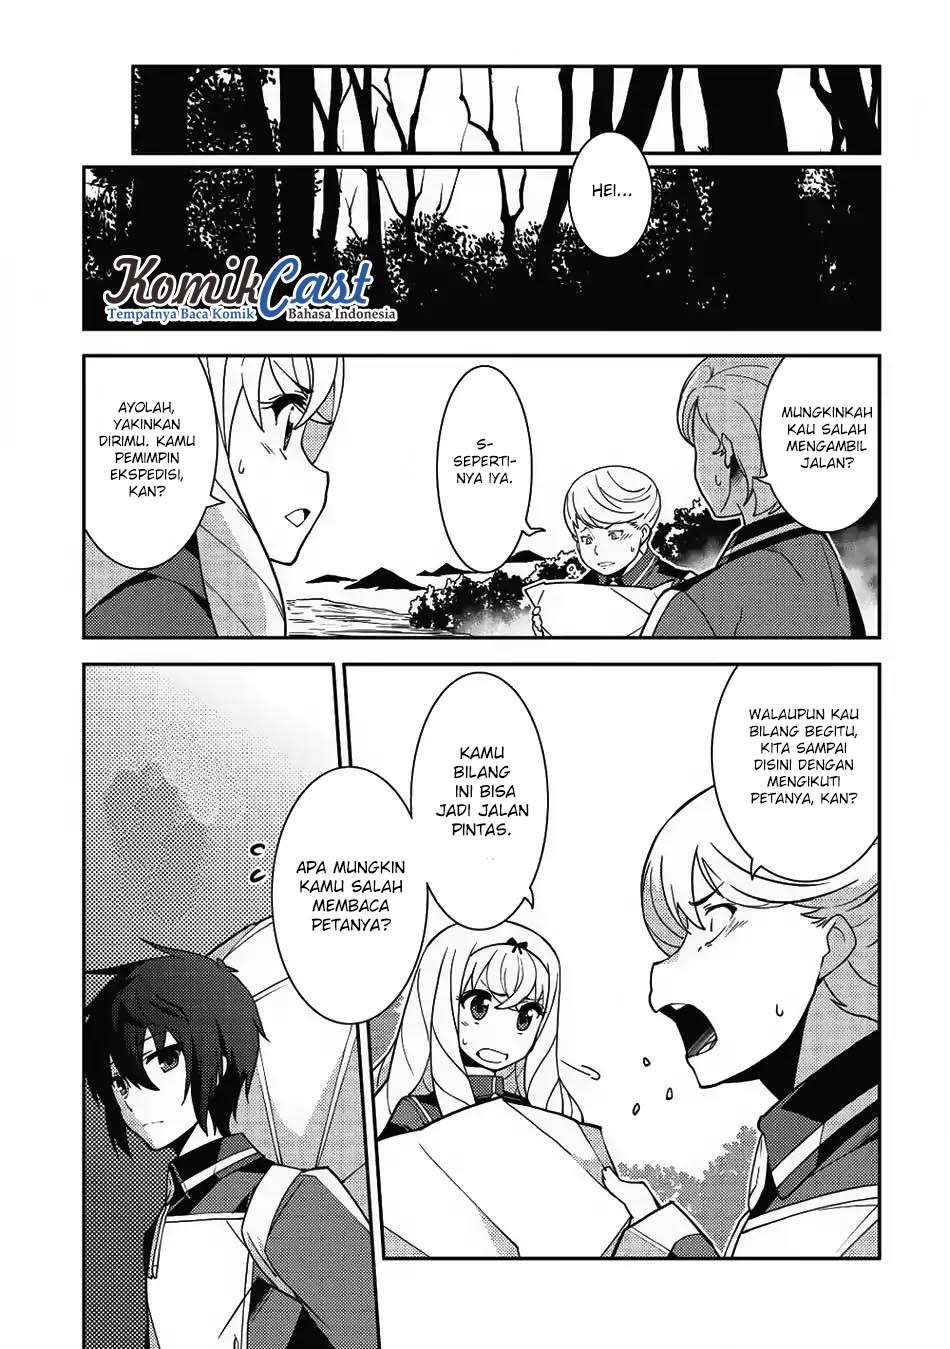 HEI...
KomikCast
Tempatnya Baca Komik Bahasa Indonesia
MUNGKINKAH
KAU SALAH
MENGAMBIL
JALAN?
S-
SEPERTI-
NYA IYA.
AYOLAH,
YAKINKAN
DIRIMU. KAMU
PEMIMPIN
EKSPEDISI,
KAN?
WALAUPUN KAU
BILANG BEGITU,
KITA SAMPAI
DISINI DENGAN
MENGIKUTI
PETANYA, KAN?
KAMU
BILANG
INI BISA
JADI JALAN
PINTAS.
APA MUNGKIN
KAMU SALAH
MEMBACA
PETANYA?